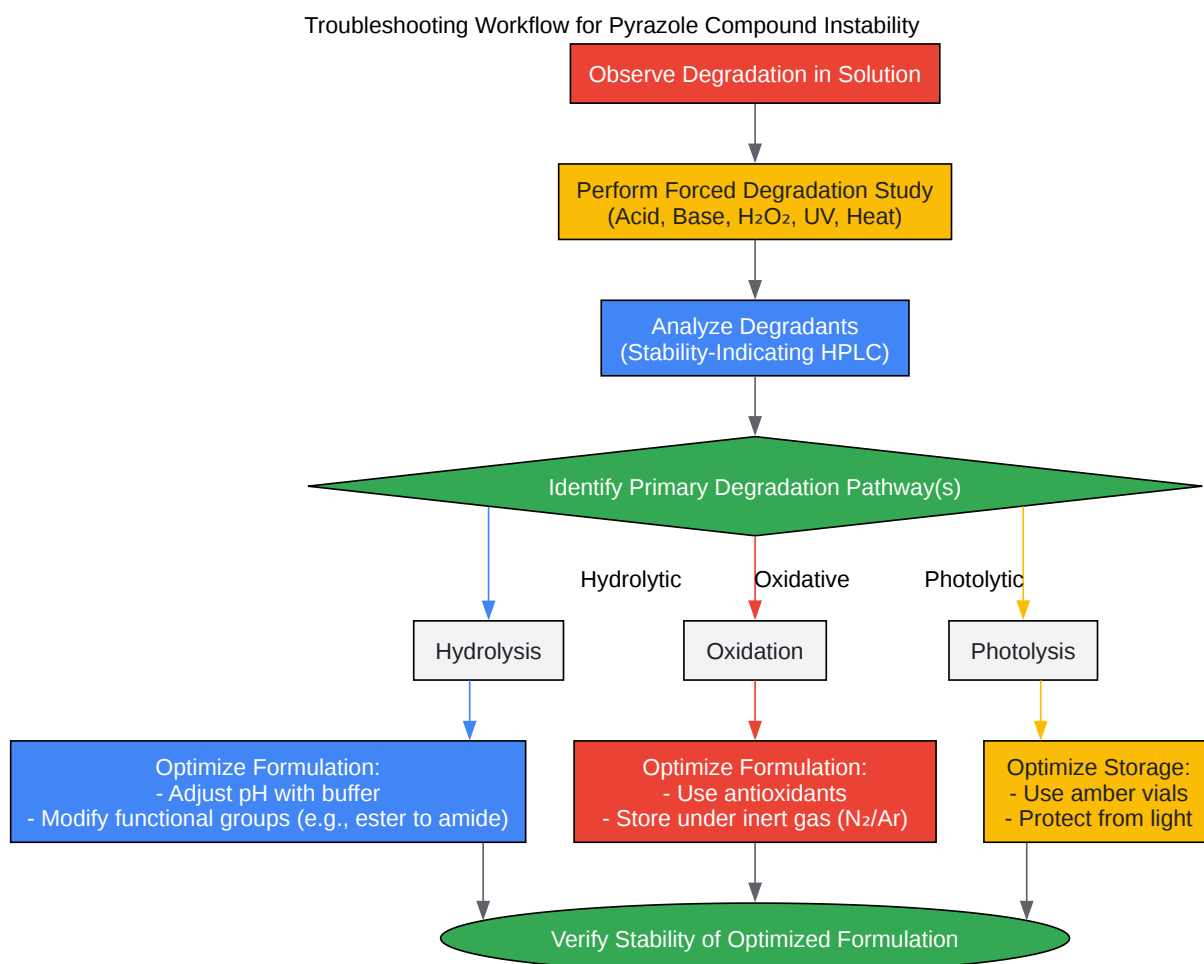 Troubleshooting Workflow for Pyrazole Compound Instability
Observe Degradation in Solution
Perform Forced Degradation Study
(Acid, Base, H₂O₂, UV, Heat)
Analyze Degradants
(Stability-Indicating HPLC)
Identify Primary Degradation Pathway(s)
Hydrolytic
Oxidative
Photolytic
Hydrolysis
Oxidation
Photolysis
Optimize Formulation:
- Adjust pH with buffer
- Modify functional groups (e.g., ester to amide)
Optimize Formulation:
- Use antioxidants
- Store under inert gas (N₂/Ar)
Optimize Storage:
- Use amber vials
- Protect from light
Verify Stability of Optimized Formulation